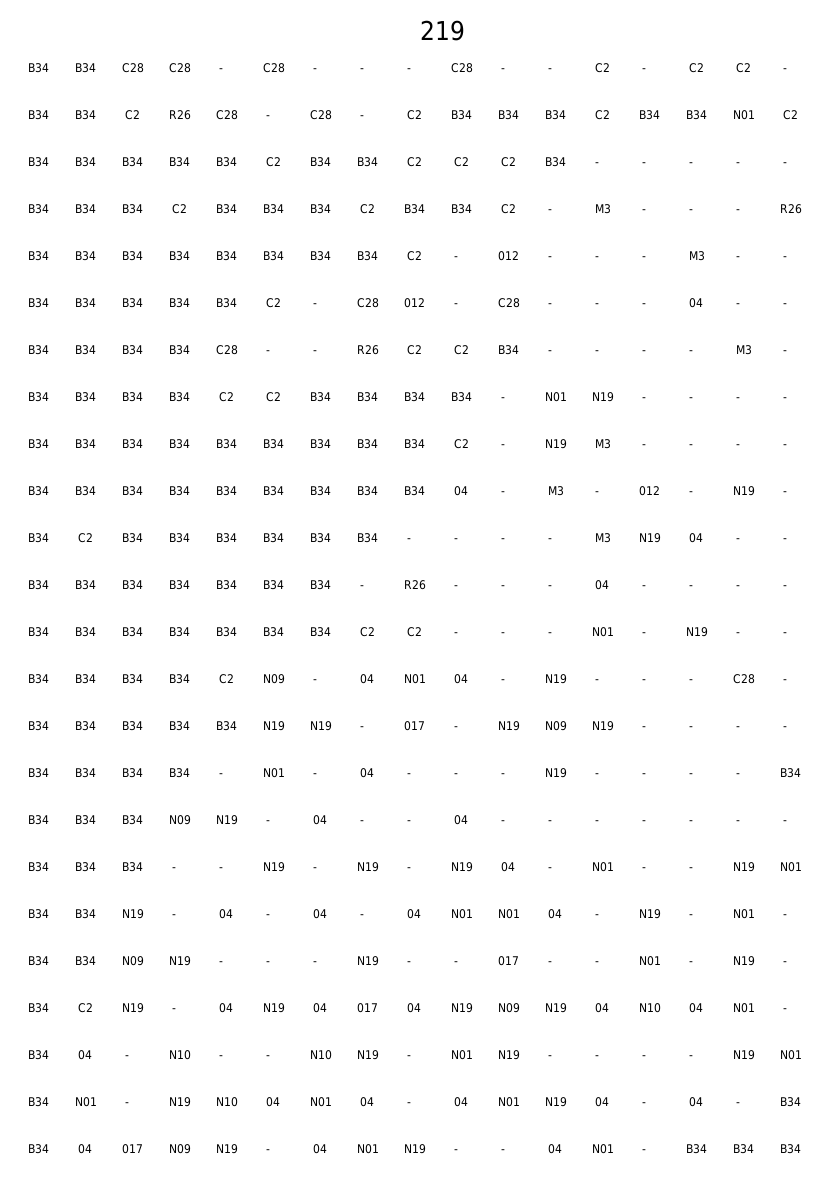 219
B34 B34 C28 C28 - C28 - - - C28 - - C2 - C2 C2 -
B34 B34 C2 R26 C28 - C28 - C2 B34 B34 B34 C2 B34 B34 N01 C2
B34 B34 B34 B34 B34 C2 B34 B34 C2 C2 C2 B34 - - - - -
B34 B34 B34 C2 B34 B34 B34 C2 B34 B34 C2 - M3 - - - R26
B34 B34 B34 B34 B34 B34 B34 B34 C2 - 012 - - - M3 - -
B34 B34 B34 B34 B34 C2 - C28 012 - C28 - - - 04 - -
B34 B34 B34 B34 C28 - - R26 C2 C2 B34 - - - - M3 -
B34 B34 B34 B34 C2 C2 B34 B34 B34 B34 - N01 N19 - - - -
B34 B34 B34 B34 B34 B34 B34 B34 B34 C2 - N19 M3 - - - -
B34 B34 B34 B34 B34 B34 B34 B34 B34 04 - M3 - 012 - N19 -
B34 C2 B34 B34 B34 B34 B34 B34 - - - - M3 N19 04 - -
B34 B34 B34 B34 B34 B34 B34 - R26 - - - 04 - - - -
B34 B34 B34 B34 B34 B34 B34 C2 C2 - - - N01 - N19 - -
B34 B34 B34 B34 C2 N09 - 04 N01 04 - N19 - - - C28 -
B34 B34 B34 B34 B34 N19 N19 - 017 - N19 N09 N19 - - - -
B34 B34 B34 B34 - N01 - 04 - - - N19 - - - - B34
B34 B34 B34 N09 N19 - 04 - - 04 - - - - - - -
B34 B34 B34 - - N19 - N19 - N19 04 - N01 - - N19 N01
B34 B34 N19 - 04 - 04 - 04 N01 N01 04 - N19 - N01 -
B34 B34 N09 N19 - - - N19 - - 017 - - N01 - N19 -
B34 C2 N19 - 04 N19 04 017 04 N19 N09 N19 04 N10 04 N01 -
B34 04 - N10 - - N10 N19 - N01 N19 - - - - N19 N01
B34 N01 - N19 N10 04 N01 04 - 04 N01 N19 04 - 04 - B34
B34 04 017 N09 N19 - 04 N01 N19 - - 04 N01 - B34 B34 B34